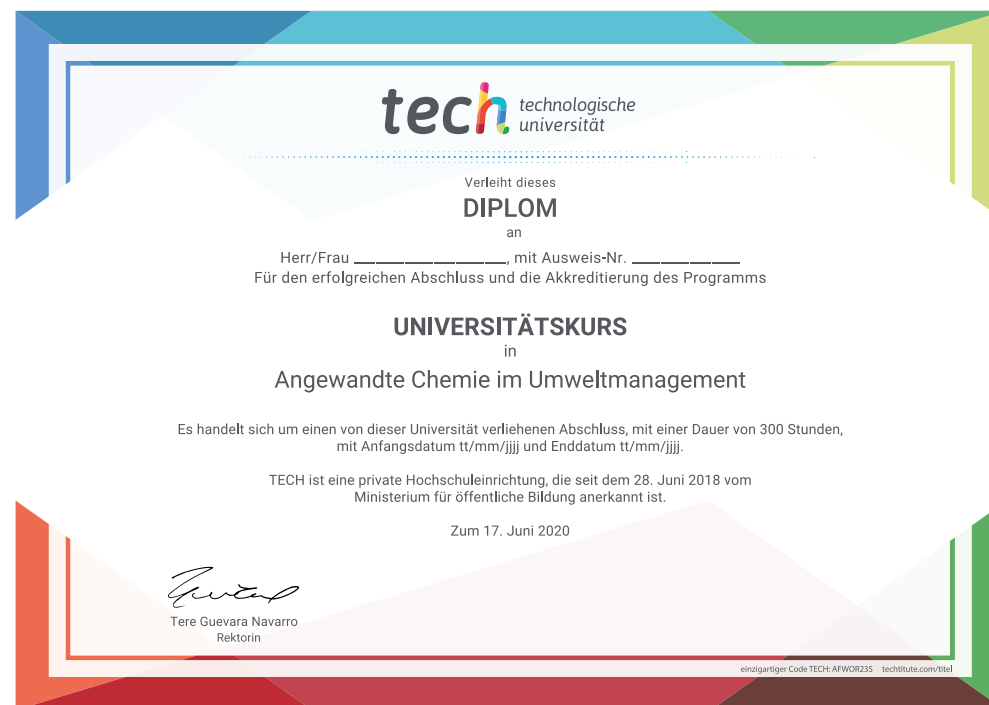 tech technologische
universität
Verleiht dieses
DIPLOM
an
Herr/Frau ____________________, mit Ausweis-Nr. ______________
Für den erfolgreichen Abschluss und die Akkreditierung des Programms
UNIVERSITÄTSKURS
in
Angewandte Chemie im Umweltmanagement
Es handelt sich um einen von dieser Universität verliehenen Abschluss, mit einer Dauer von 300 Stunden,
mit Anfangsdatum tt/mm/jjjj und Enddatum tt/mm/jjjj.
TECH ist eine private Hochschuleinrichtung, die seit dem 28. Juni 2018 vom
Ministerium für öffentliche Bildung anerkannt ist.
Zum 17. Juni 2020
Tere Guevara Navarro
Rektorin
einzigartiger Code TECH: AFWOR23S techtitute.com/titel